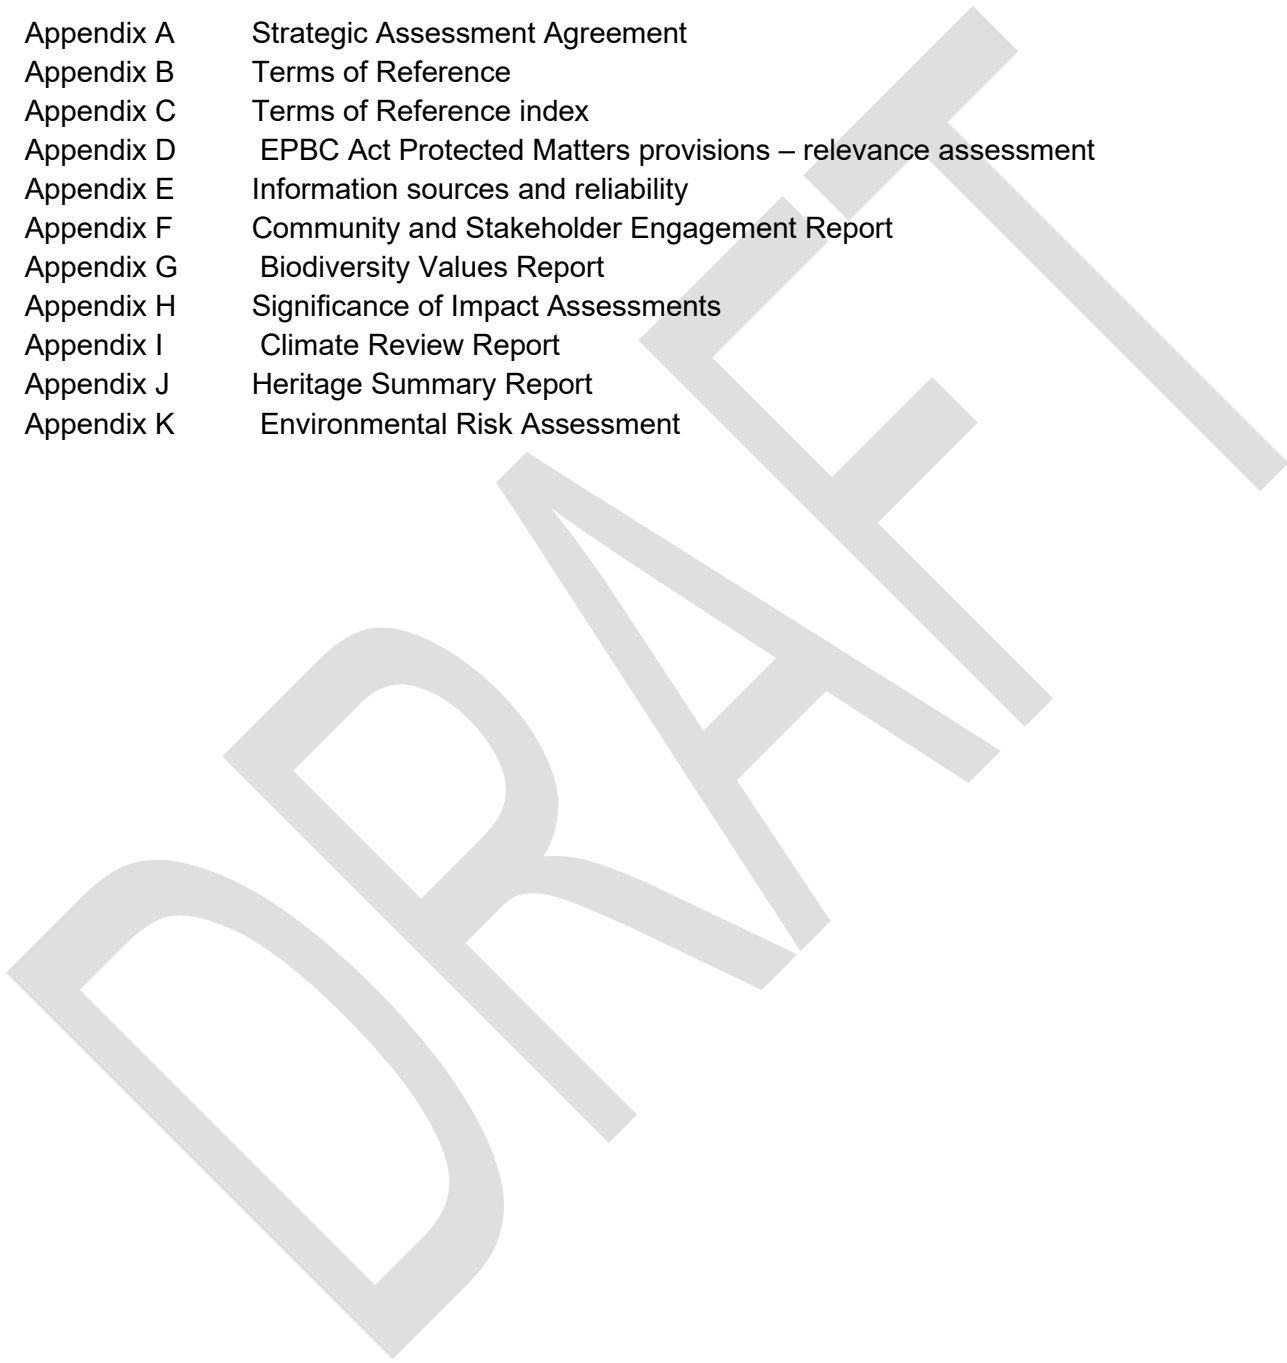 Appendix A Strategic Assessment Agreement
Appendix B Terms of Reference
Appendix C Terms of Reference index
Appendix D EPBC Act Protected Matters provisions – relevance assessment
Appendix E Information sources and reliability
Appendix F Community and Stakeholder Engagement Report
Appendix G Biodiversity Values Report
Appendix H Significance of Impact Assessments
Appendix I Climate Review Report
Appendix J Heritage Summary Report
Appendix K Environmental Risk Assessment
DRAFT